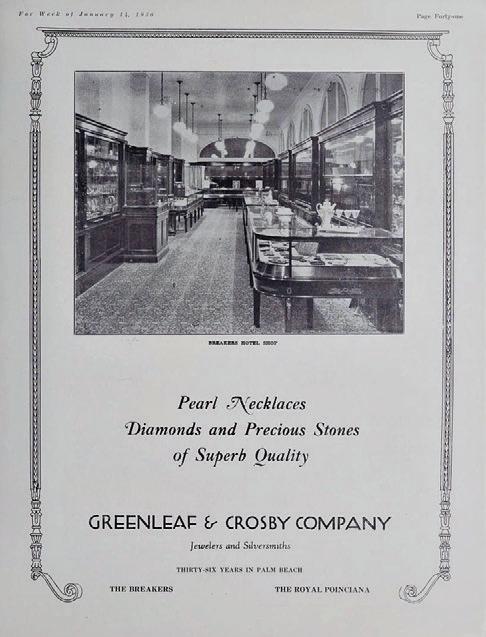 For Week of January 14, 1930
Page Forty-one
BREAKERS HOTEL SHOP
Pearl Necklaces
Diamonds and Precious Stones
of Superb Quality
GREENLEAF & CROSBY COMPANY
Jewelers and Silversmiths
THIRTY-SIX YEARS IN PALM BEACH
THE BREAKERS
THE ROYAL POINCIANA